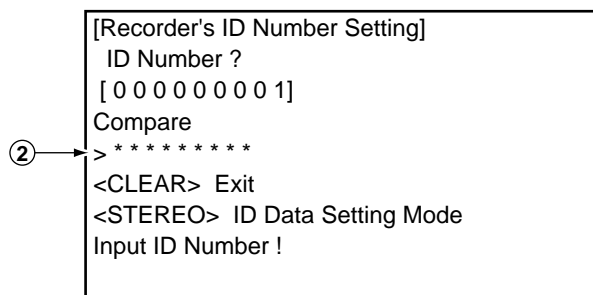 [Recorder's ID Number Setting]
ID Number ?
[ 0 0 0 0 0 0 0 0 1]
Compare
② > * * * * * * * * *
<CLEAR> Exit
<STEREO> ID Data Setting Mode
Input ID Number !